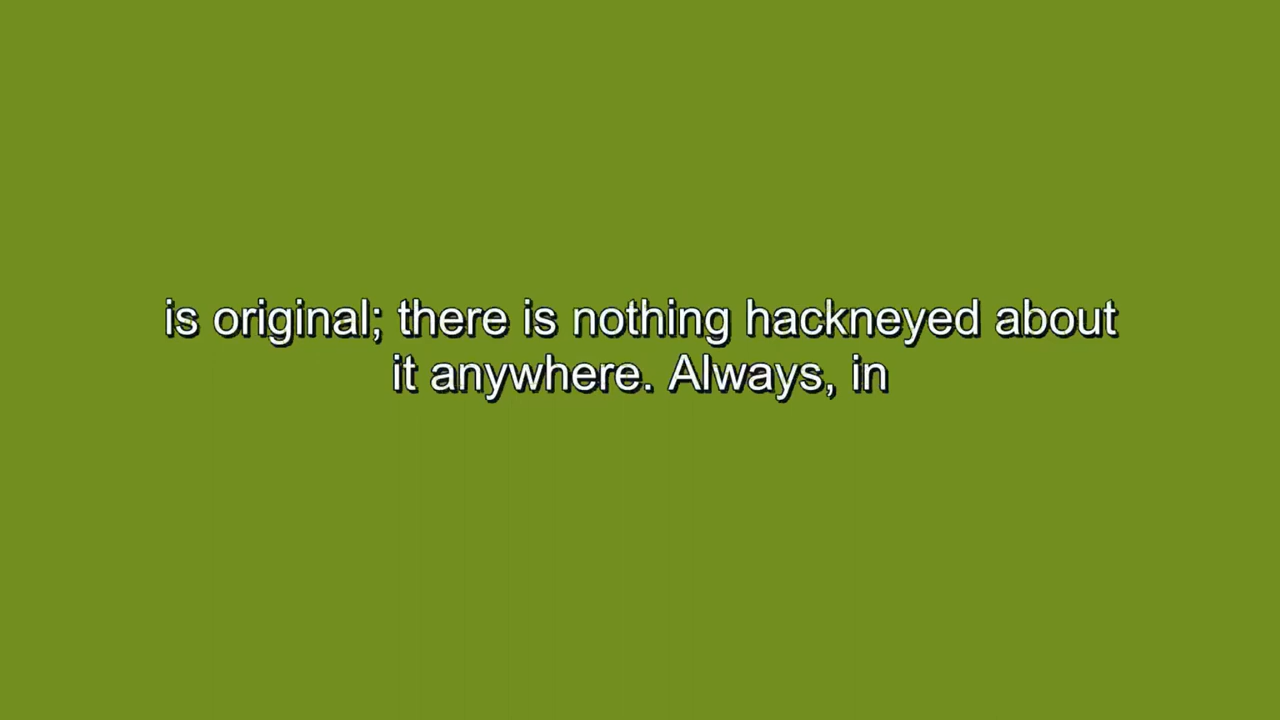 is original; there is nothing hackneyed about
it anywhere. Always, in